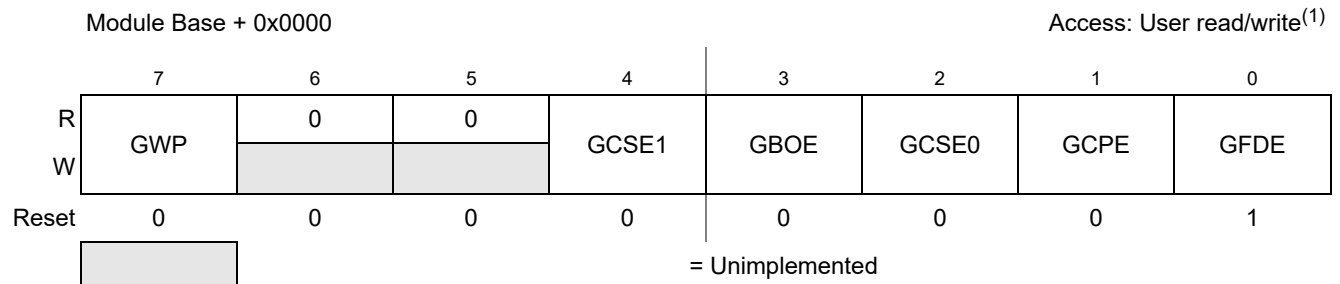 Module Base + 0x0000 Access: User read/write(1)
7 6 5 4 3 2 1 0
R GWP 0 0 GCSE1 GBOE GCSE0 GCPE GFDE
W
Reset 0 0 0 0 0 0 0 1
= Unimplemented